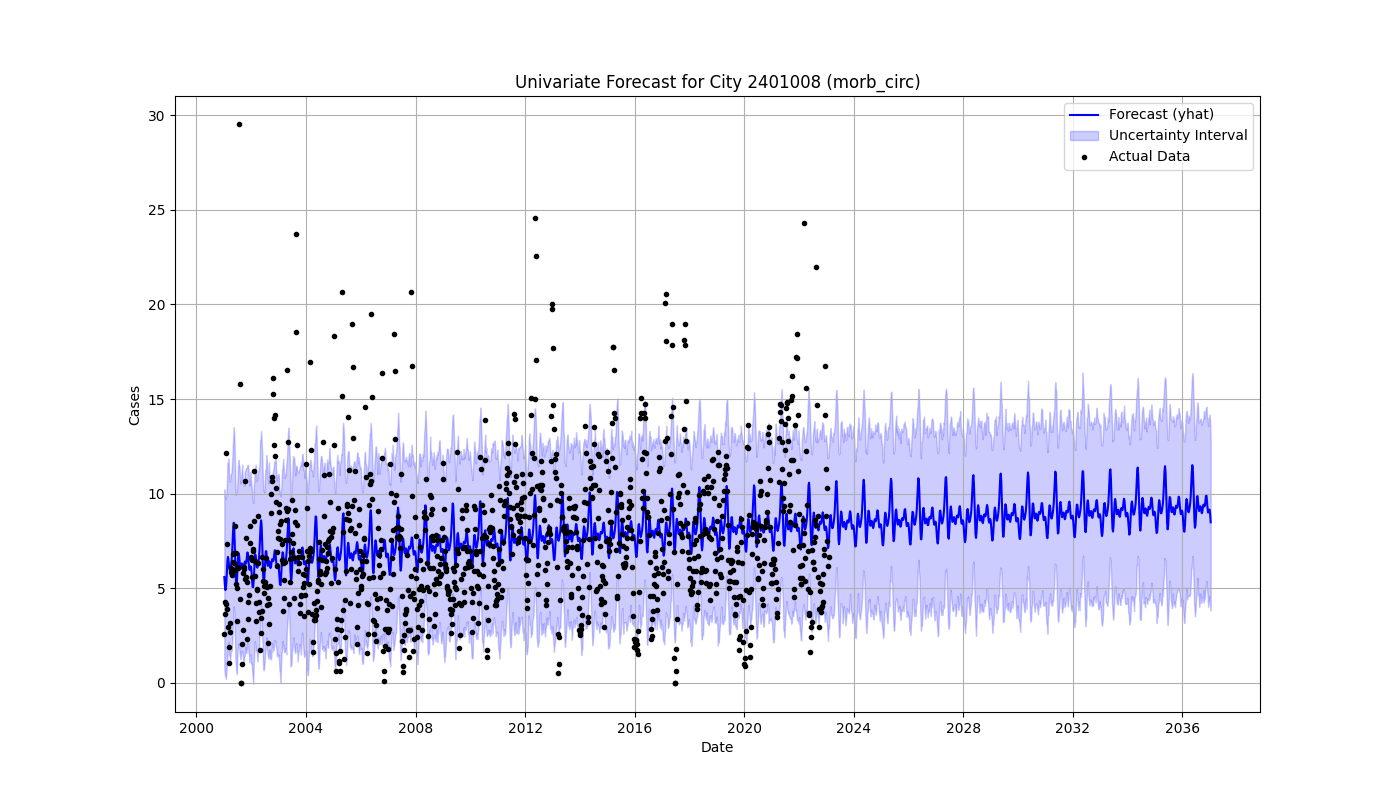 Univariate Forecast for City 2401008 (morb_circ)
Forecast (yhat)
Uncertainty Interval
Actual Data
Cases
30
25
20
15
10
5
0
2000 2004 2008 2012 2016 2020 2024 2028 2032 2036
Date